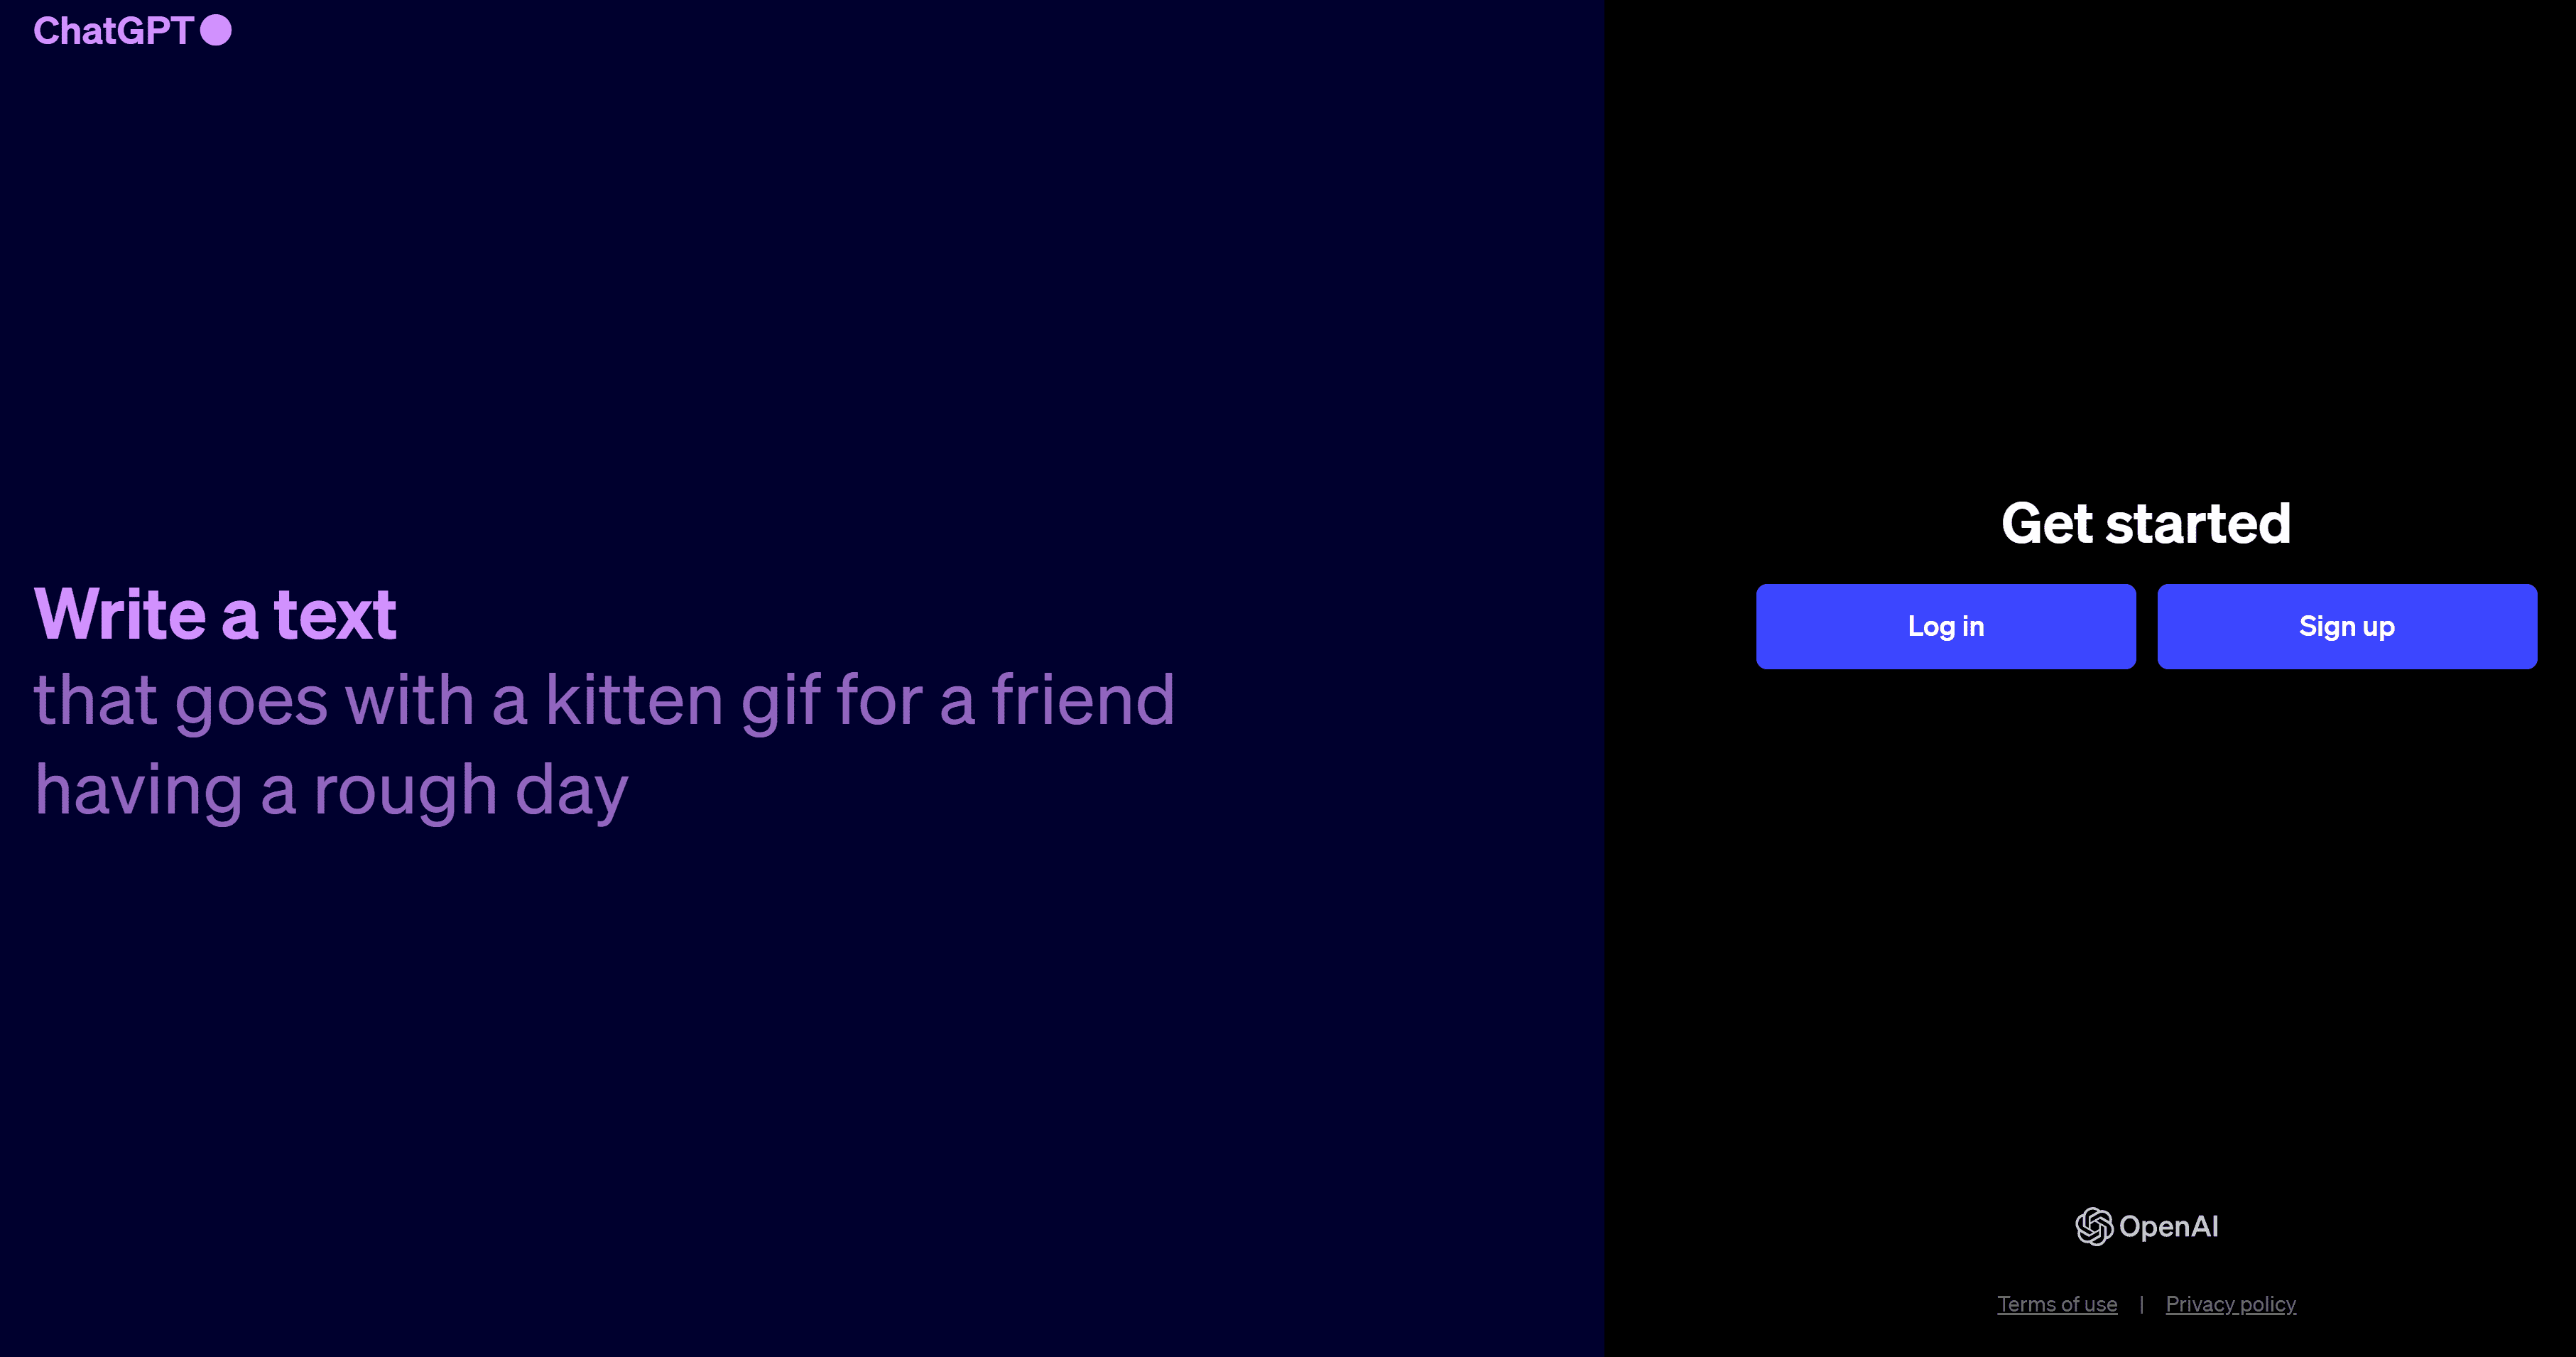 ChatGPT
Write a text
that goes with a kitten gif for a friend
having a rough day
Get started
Log in
Sign up
OpenAI
Terms of use | Privacy policy